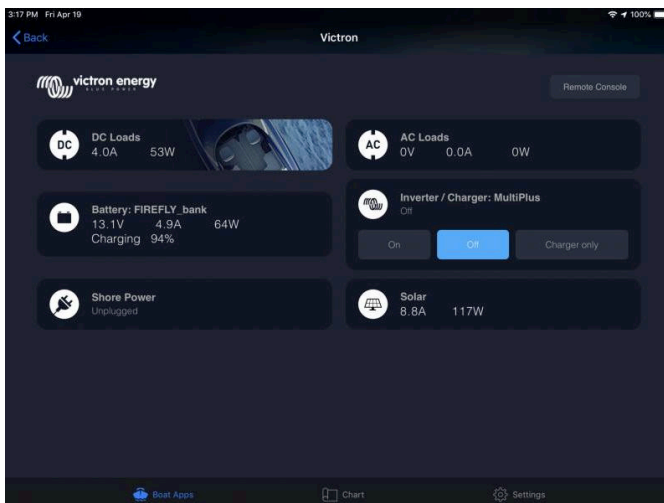 3:17 PM Fri Apr 19
100%
Back
Victron
victron energy
BLUE POWER
Remote Console
DC
DC Loads
4.0A 53W
AC
AC Loads
0V 0.0A 0W
Battery: FIREFLY_bank
13.1V 4.9A 64W
Charging 94%
Inverter / Charger: MultiPlus
Off
On
Off
Charger only
Shore Power
Unplugged
Solar
8.8A 117W
Boat Apps
Chart
Settings